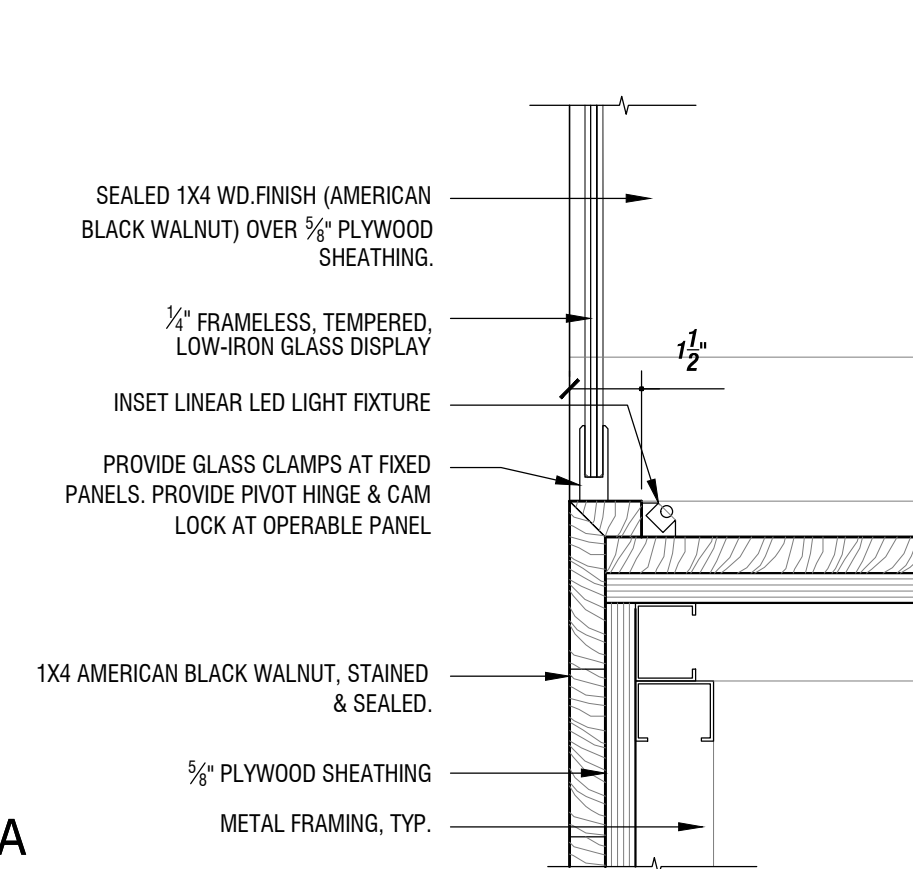 SEALED 1X4 WD.FINISH (AMERICAN
BLACK WALNUT) OVER 5⁄8" PLYWOOD
SHEATHING.
1⁄4" FRAMELESS, TEMPERED,
LOW-IRON GLASS DISPLAY
1 1⁄2"
INSET LINEAR LED LIGHT FIXTURE
PROVIDE GLASS CLAMPS AT FIXED
PANELS. PROVIDE PIVOT HINGE & CAM
LOCK AT OPERABLE PANEL
1X4 AMERICAN BLACK WALNUT, STAINED
& SEALED.
5⁄8" PLYWOOD SHEATHING
METAL FRAMING, TYP.
A